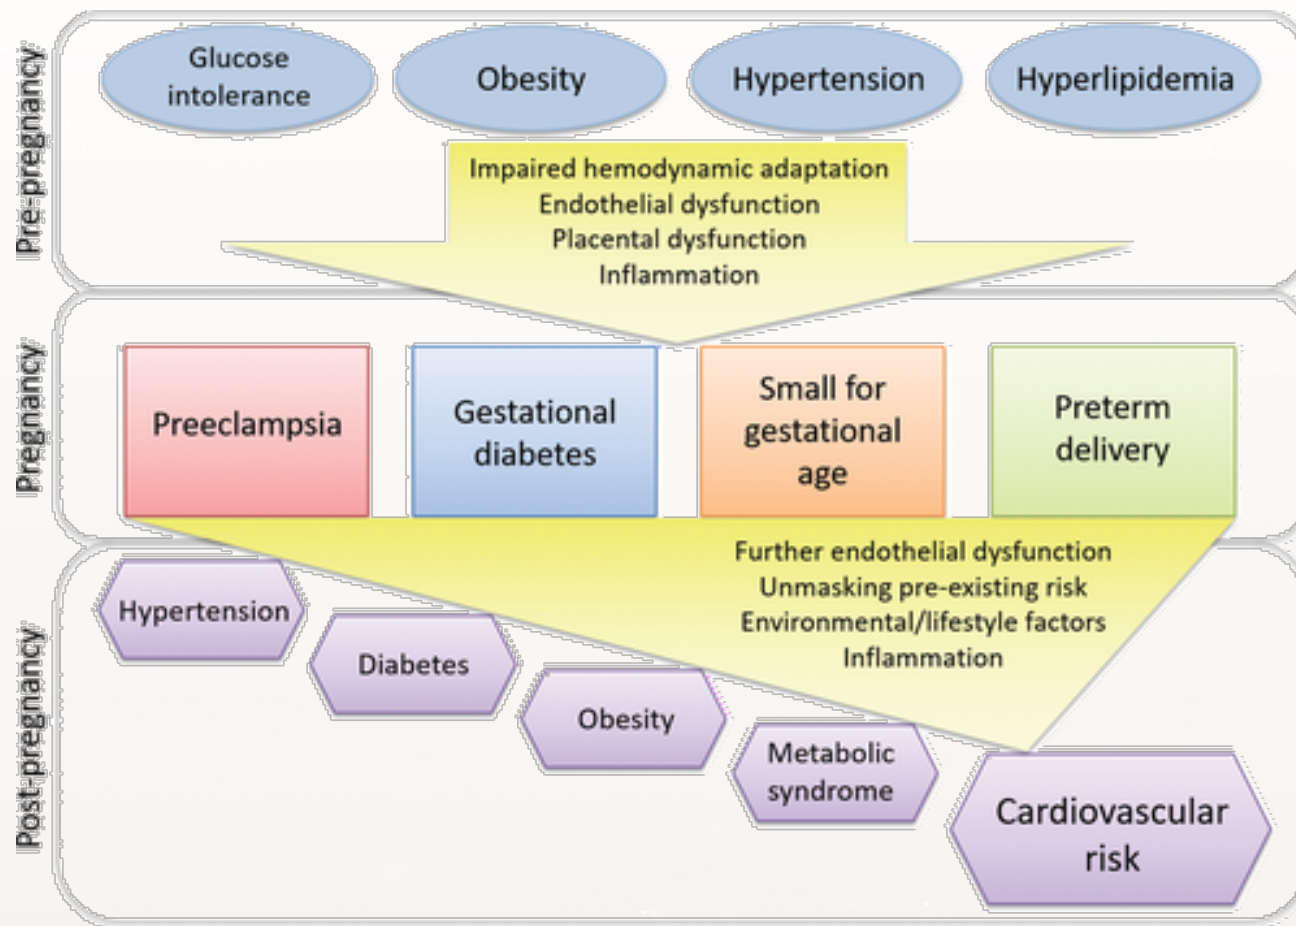 Pre-pregnancy
Glucose
intolerance
Obesity
Hypertension
Hyperlipidemia
Impaired hemodynamic adaptation
Endothelial dysfunction
Placental dysfunction
Inflammation
Pregnancy
Preeclampsia
Gestational
diabetes
Small for
gestational
age
Preterm
delivery
Post-pregnancy
Further endothelial dysfunction
Unmasking pre-existing risk
Environmental/lifestyle factors
Inflammation
Hypertension
Diabetes
Obesity
Metabolic
syndrome
Cardiovascular
risk